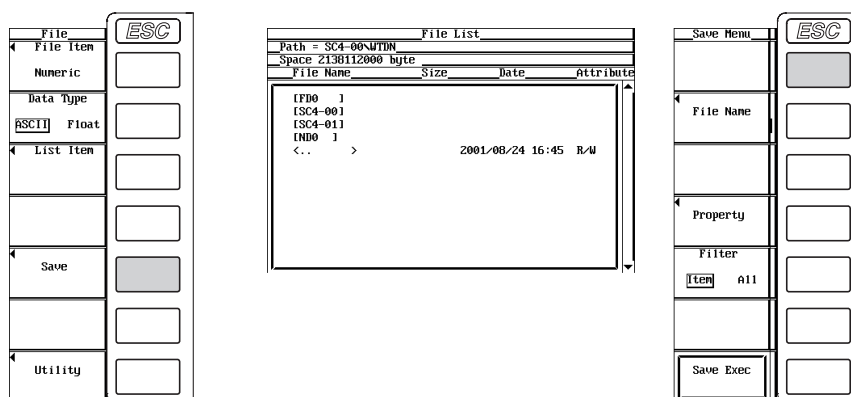 File
ESC
File Item
Numeric
Data Type
ASCII Float
List Item
Save
Utility
File List
Path = SC4-00\WTDN
Space 2138112000 byte
File Name Size Date Attribute
[FD0 ]
[SC4-00]
[SC4-01]
[ND0 ]
<.. > 2001/08/24 16:45 R/W
Save Menu
ESC
File Name
Property
Filter
Item All
Save Exec